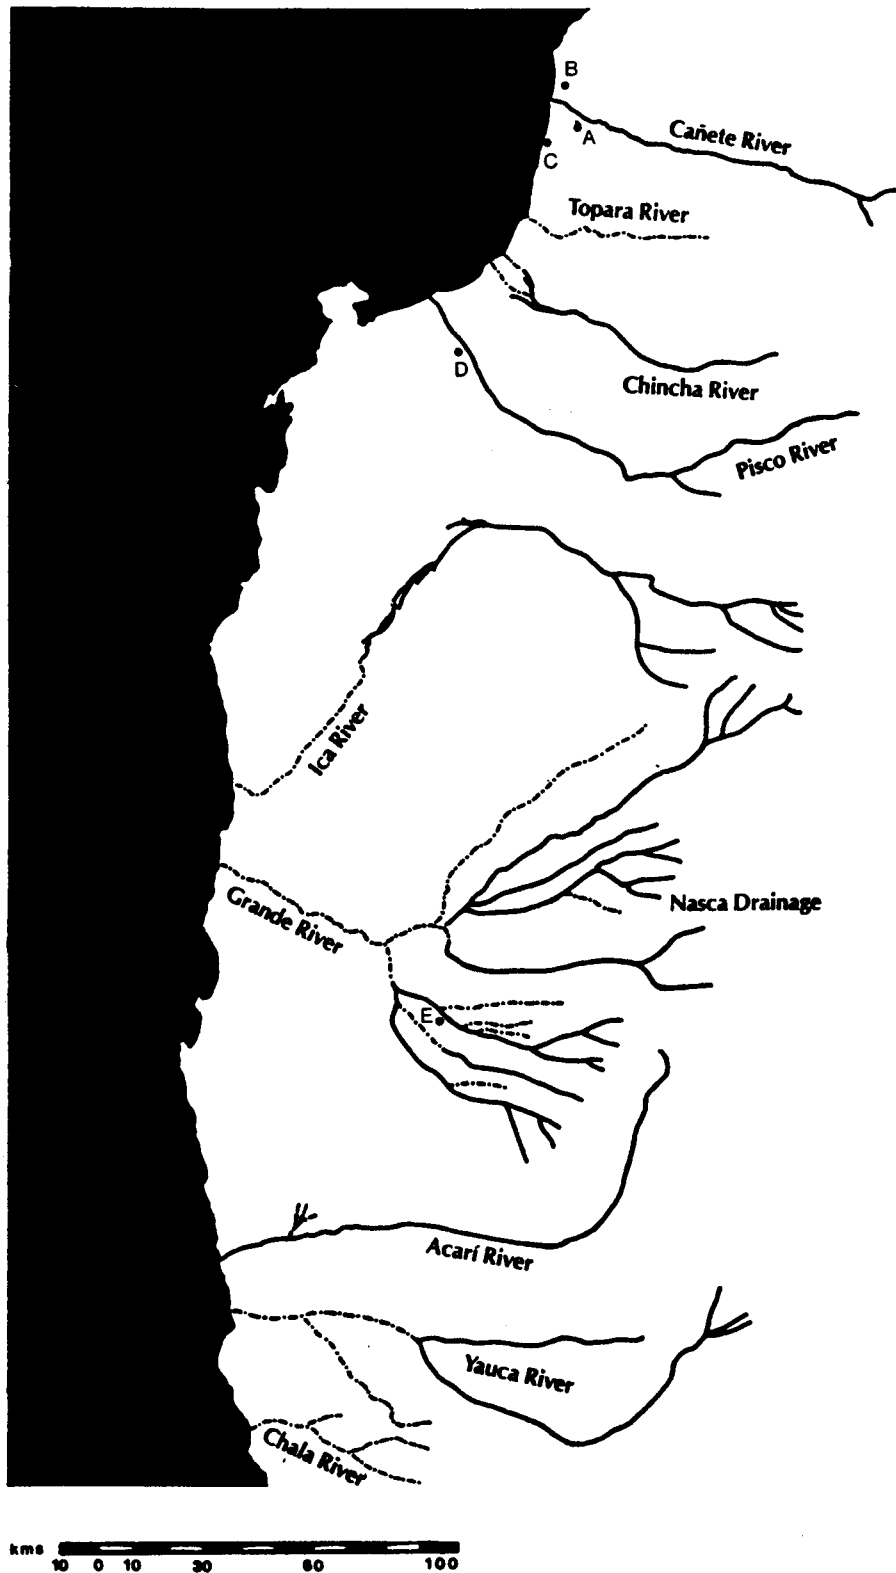 B
A
Cañete River
C
Topara River
D
Chincha River
Pisco River
Ica River
Nasca Drainage
Grande River
E
Acarí River
Yauca River
Chala River
kms
10 0 10 30 60 100